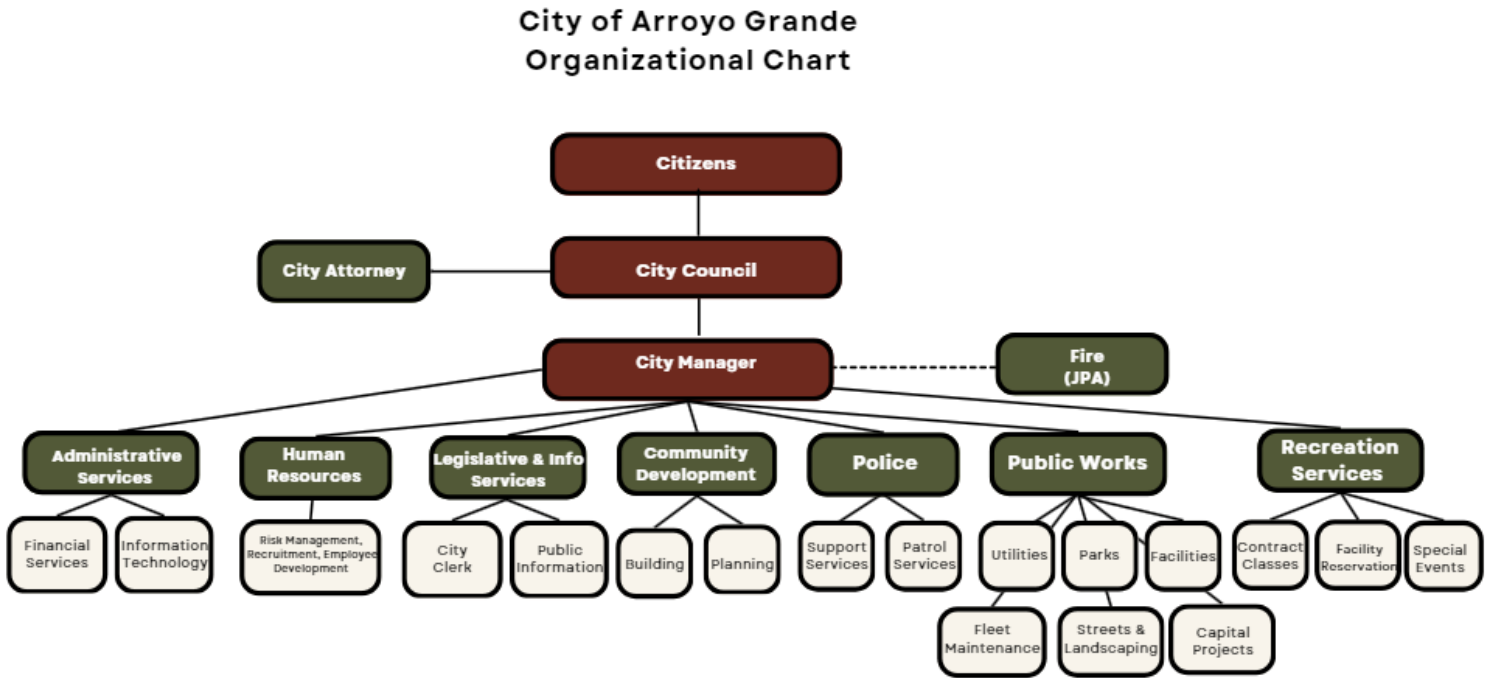 City of Arroyo Grande
Organizational Chart
Citizens
City Attorney
City Council
City Manager
Fire
(JPA)
Administrative
Services
Human
Resources
Legislative & Info
Services
Community
Development
Police
Public Works
Recreation
Services
Financial
Services
Information
Technology
Risk Management,
Recruitment, Employee
Development
City
Clerk
Public
Information
Building
Planning
Support
Services
Patrol
Services
Utilities
Parks
Facilities
Contract
Classes
Facility
Reservation
Special
Events
Fleet
Maintenance
Streets &
Landscaping
Capital
Projects